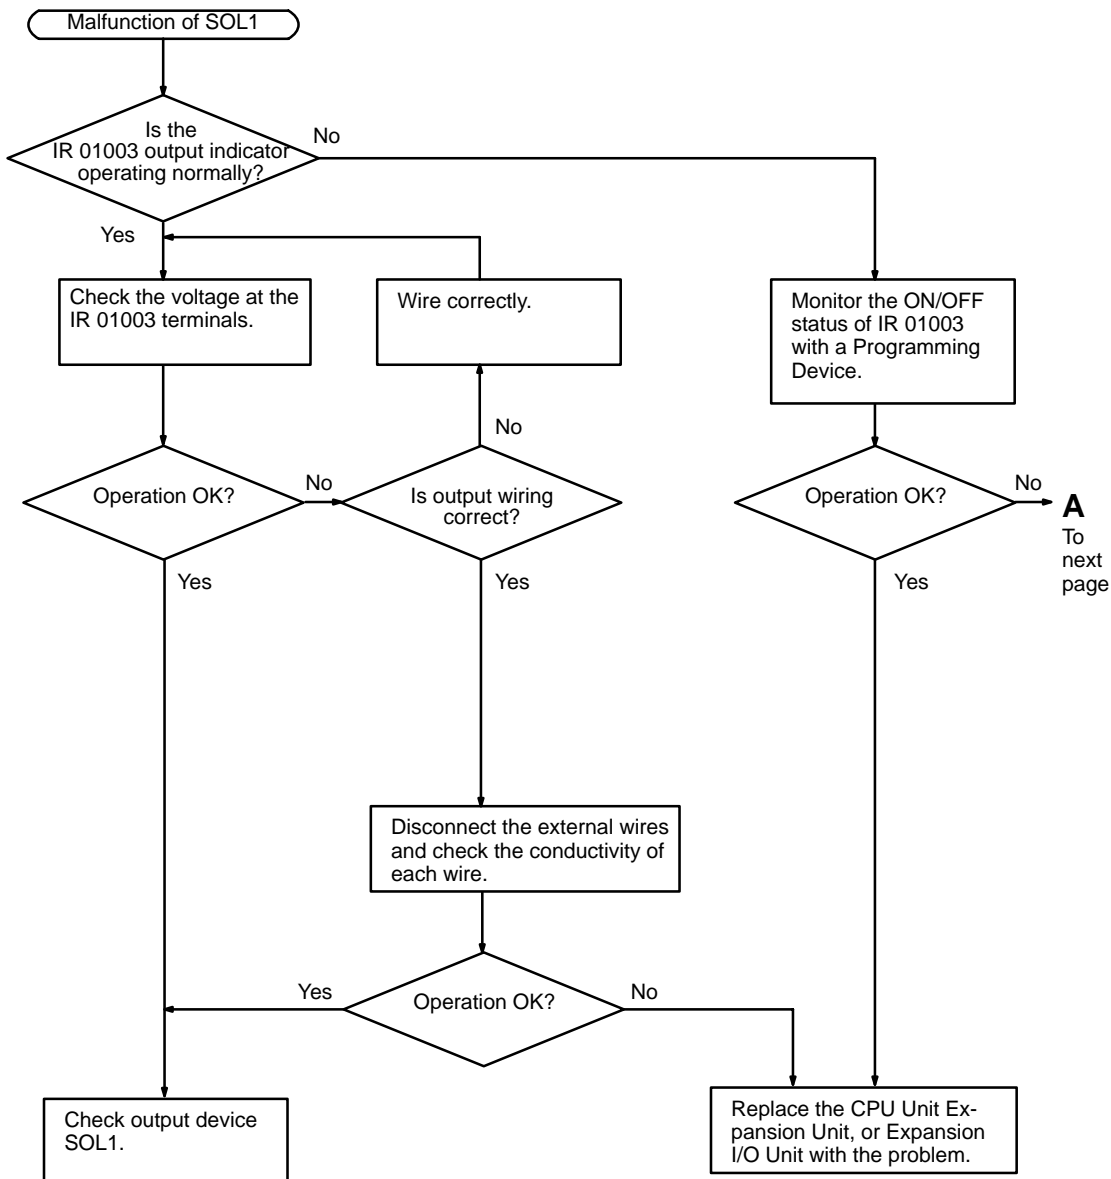 Malfunction of SOL1
Is the
IR 01003 output indicator
operating normally?
No
Yes
Check the voltage at the
IR 01003 terminals.
Wire correctly.
Monitor the ON/OFF
status of IR 01003
with a Programming
Device.
No
Operation OK?
No
Is output wiring
correct?
Operation OK?
No
A
To
next
page
Yes
Yes
Yes
Disconnect the external wires
and check the conductivity of
each wire.
Yes
Operation OK?
No
Check output device
SOL1.
Replace the CPU Unit Ex-
pansion Unit, or Expansion
I/O Unit with the problem.